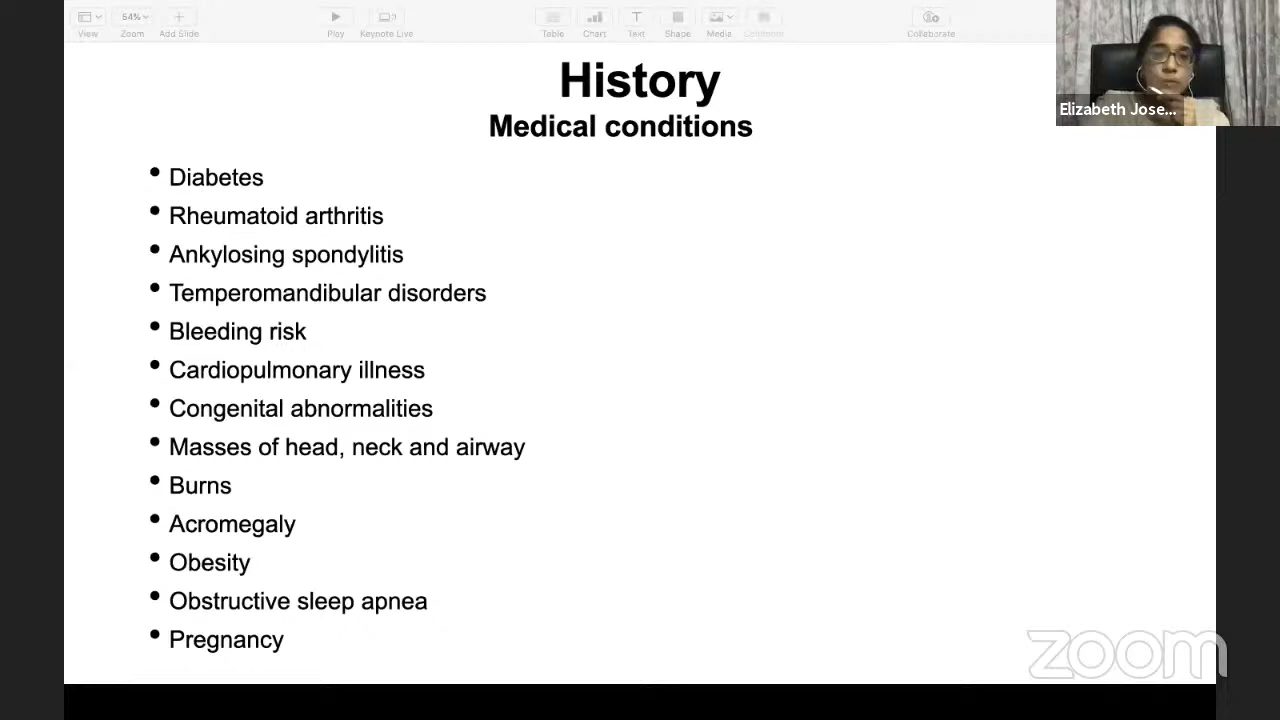 54%
View
Zoom
Add Slide
Play
Keynote Live
Table
Chart
Text
Shape
Media
Comment
Collaborate
History
Medical conditions
• Diabetes
• Rheumatoid arthritis
• Ankylosing spondylitis
• Temperomandibular disorders
• Bleeding risk
• Cardiopulmonary illness
• Congenital abnormalities
• Masses of head, neck and airway
• Burns
• Acromegaly
• Obesity
• Obstructive sleep apnea
• Pregnancy
Elizabeth Jose...
zoom